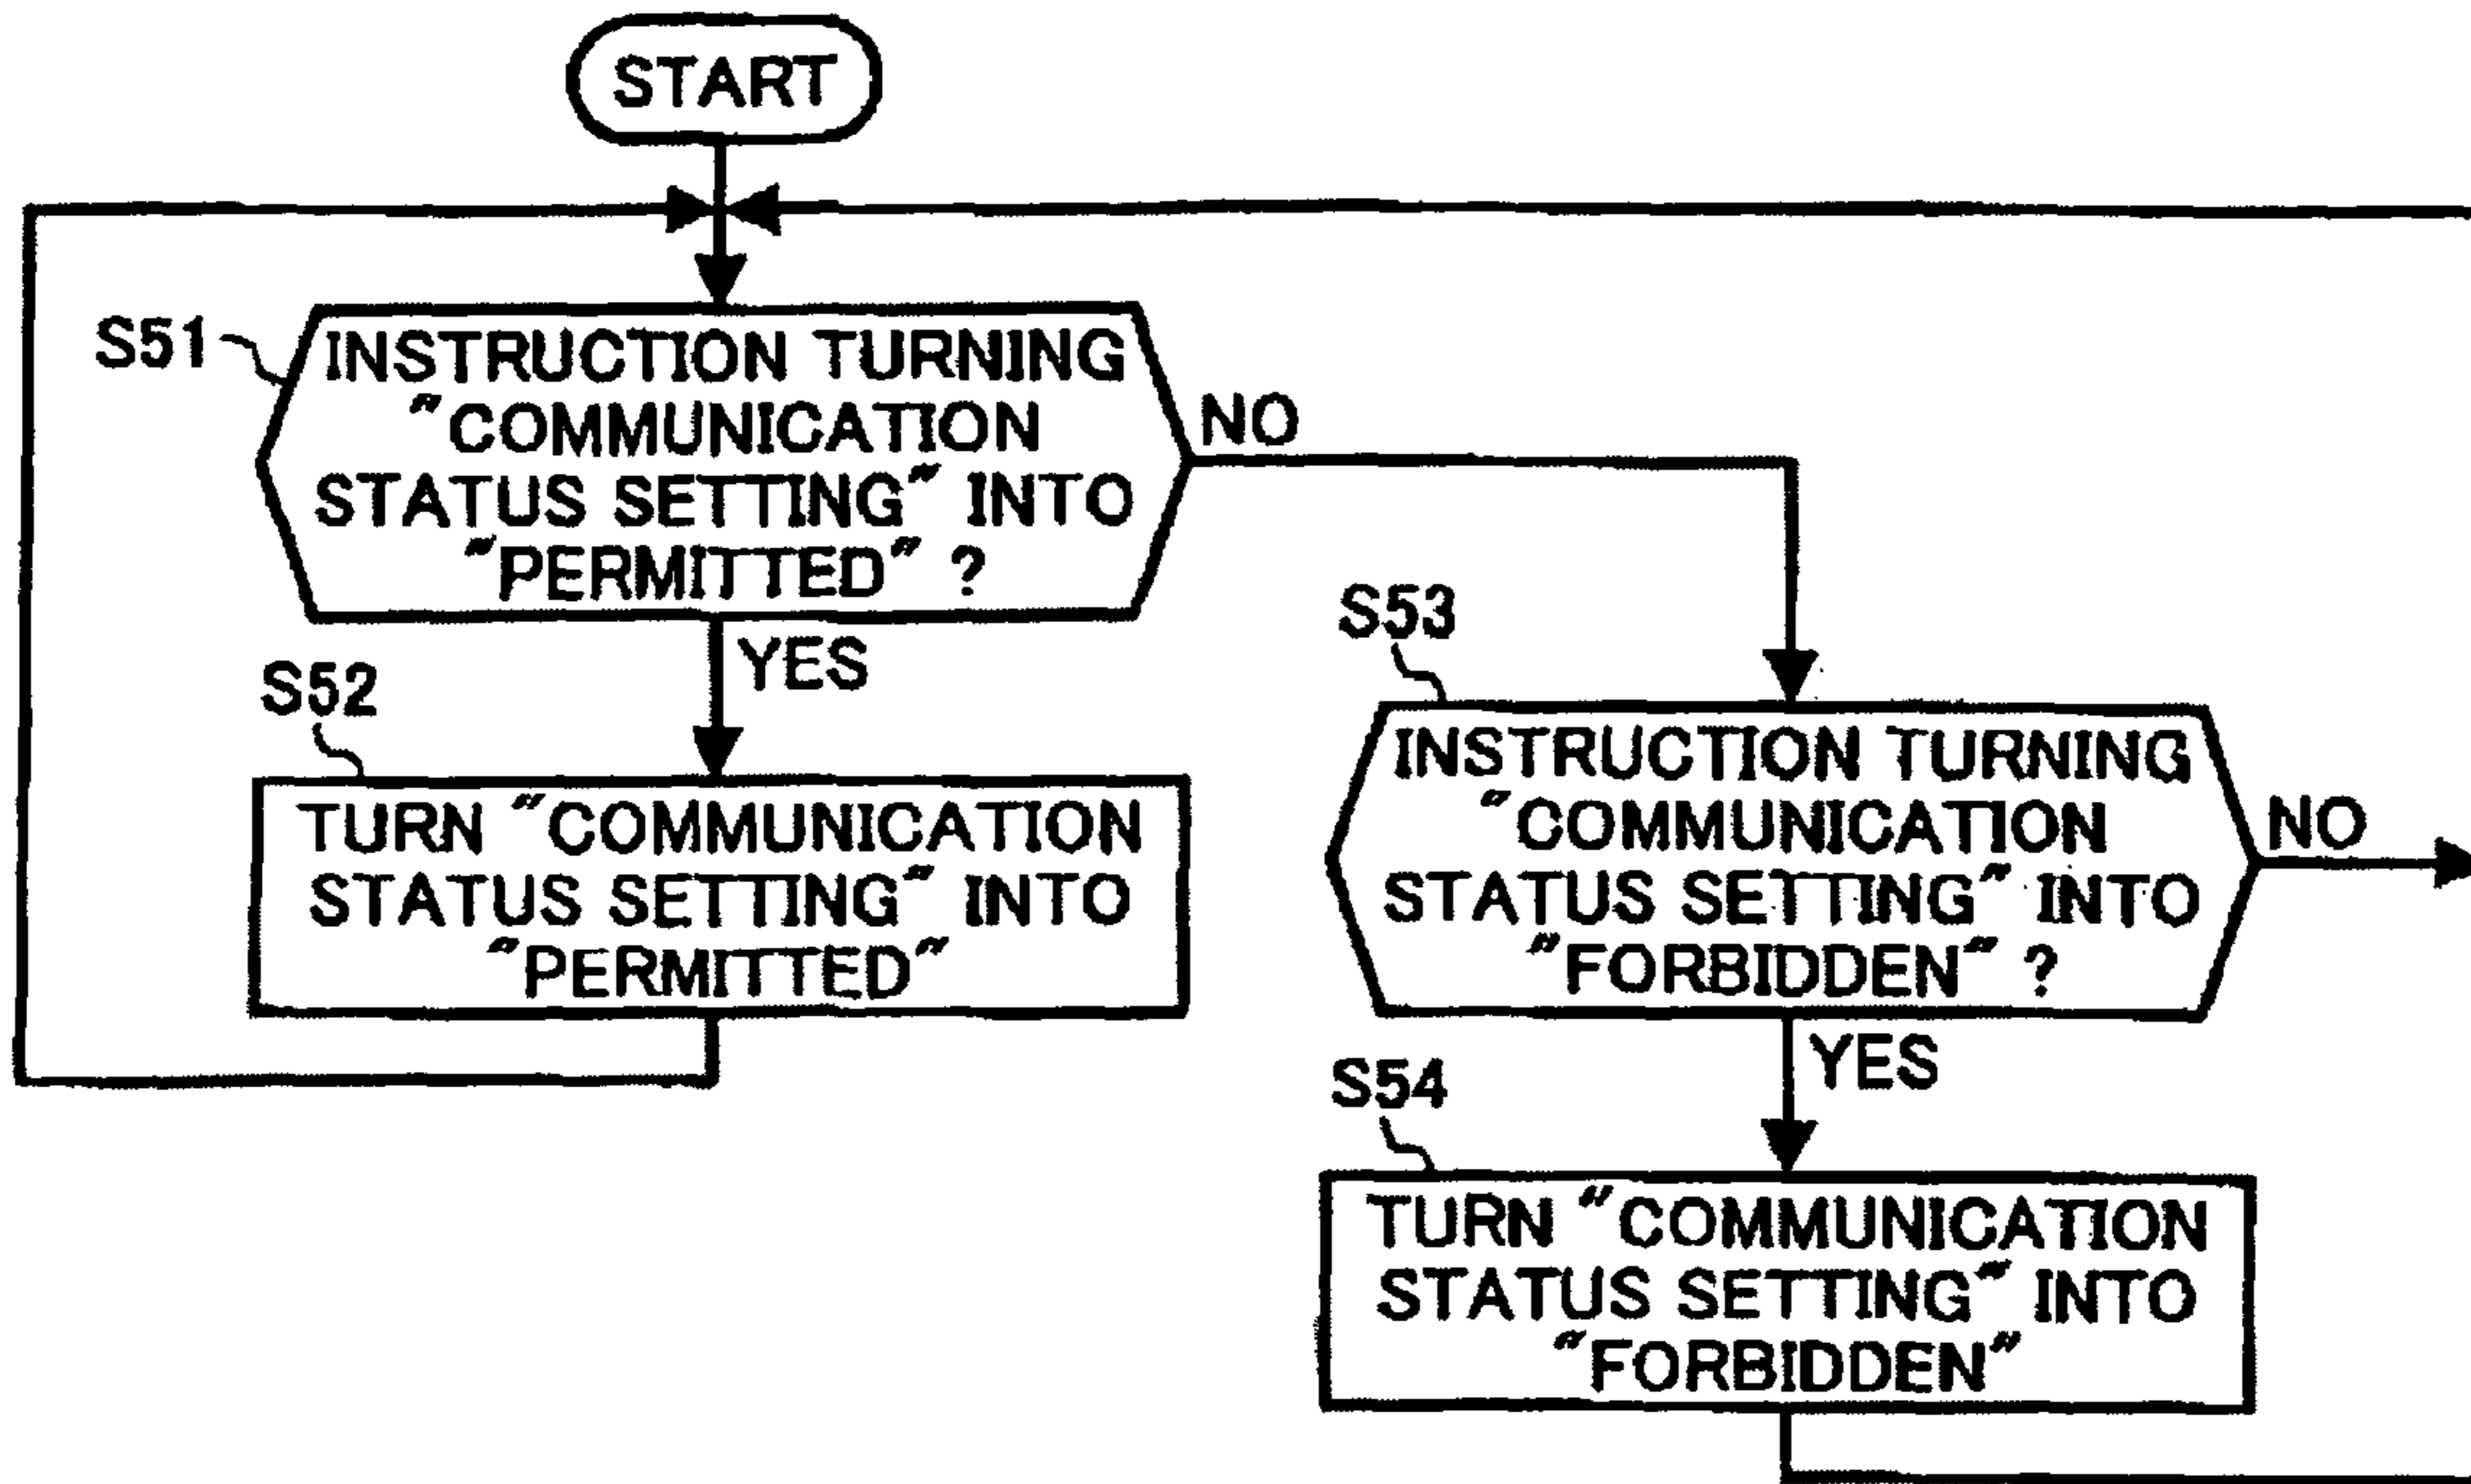 START
S51
INSTRUCTION TURNING
"COMMUNICATION
STATUS SETTING" INTO
"PERMITTED" ?
NO
YES
S52
TURN "COMMUNICATION
STATUS SETTING" INTO
"PERMITTED"
S53
INSTRUCTION TURNING
"COMMUNICATION
STATUS SETTING" INTO
"FORBIDDEN" ?
NO
YES
S54
TURN "COMMUNICATION
STATUS SETTING" INTO
"FORBIDDEN"